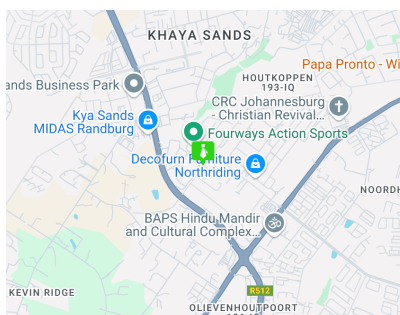 KHAYA SANDS
HOUTKOPPEN
193-IQ
Papa Pronto - Wi
ands Business Park
CRC Johannesburg
- Christian Revival...
Kya Sands
MIDAS Randburg
Fourways Action Sports
Decofurn Furniture
Northriding
NOORDH
BAPS Hindu Mandir
and Cultural Complex...
R512
KEVIN RIDGE
OLIEVENHOUTPOORT